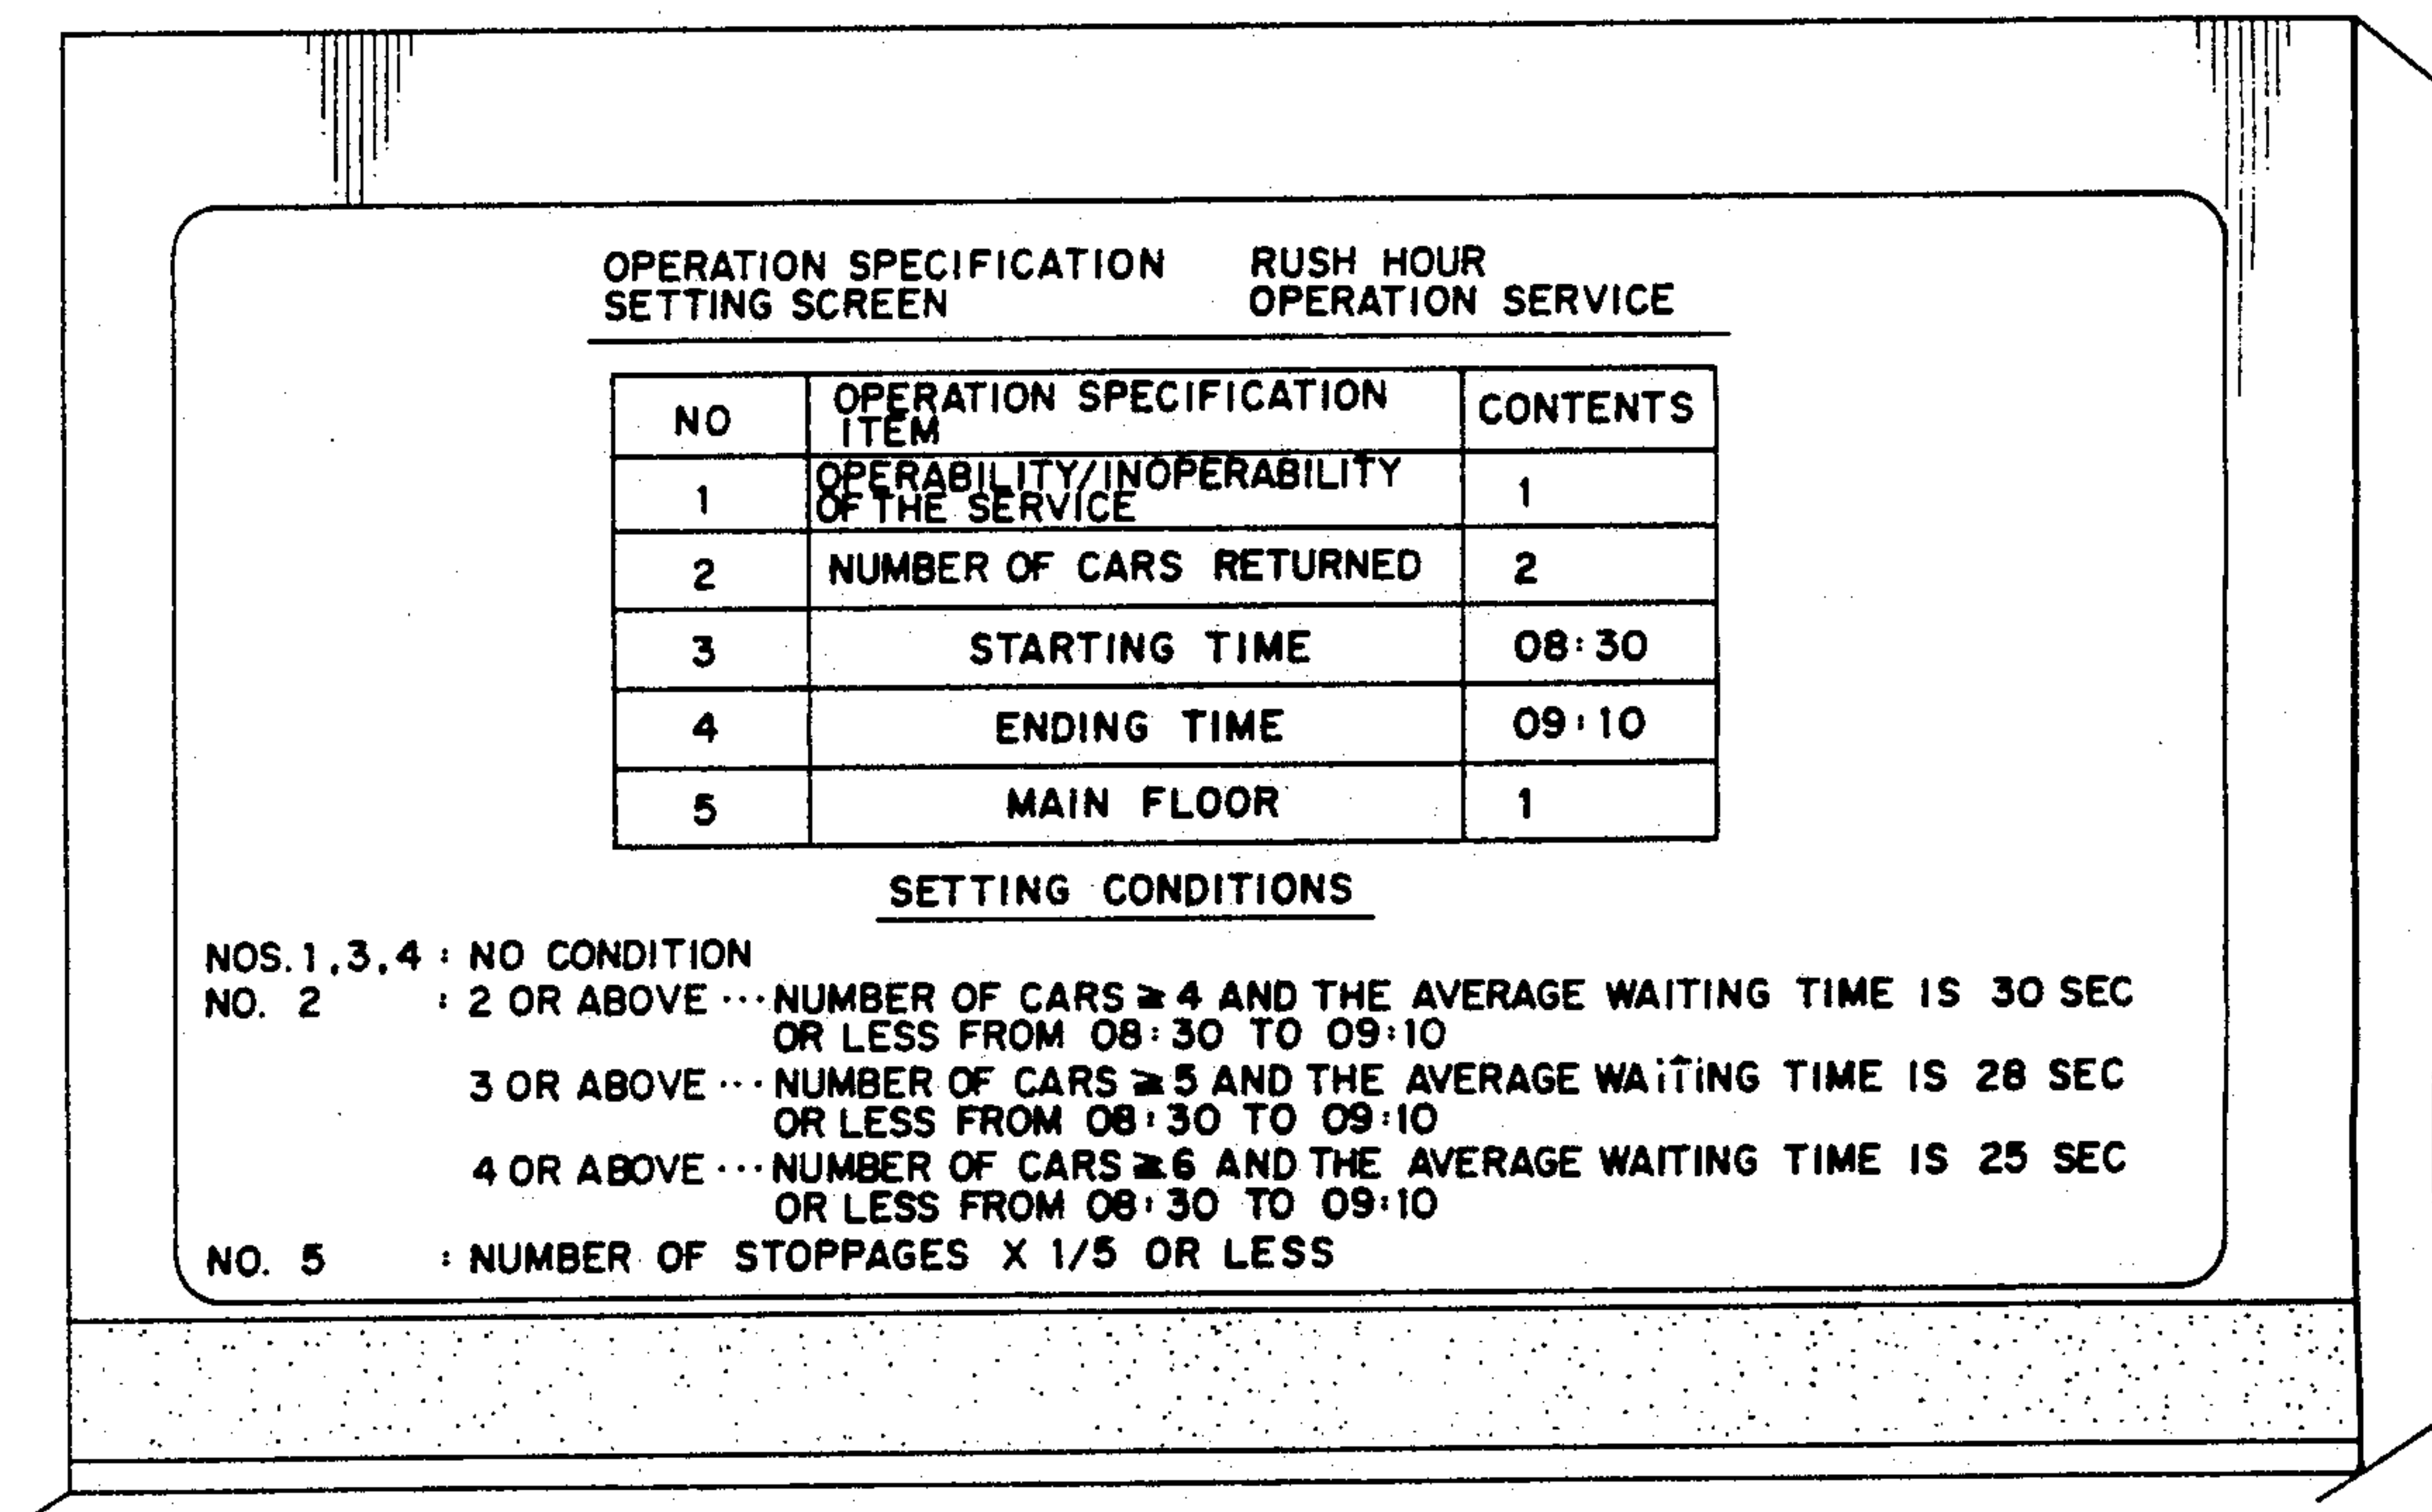 OPERATION SPECIFICATION RUSH HOUR
SETTING SCREEN OPERATION SERVICE
NO OPERATION SPECIFICATION ITEM CONTENTS
1 OPERABILITY/INOPERABILITY OF THE SERVICE 1
2 NUMBER OF CARS RETURNED 2
3 STARTING TIME 08:30
4 ENDING TIME 09:10
5 MAIN FLOOR 1
SETTING CONDITIONS
NOS.1,3,4 : NO CONDITION
NO. 2 : 2 OR ABOVE ··· NUMBER OF CARS ≥ 4 AND THE AVERAGE WAITING TIME IS 30 SEC
OR LESS FROM 08:30 TO 09:10
3 OR ABOVE ··· NUMBER OF CARS ≥ 5 AND THE AVERAGE WAITING TIME IS 28 SEC
OR LESS FROM 08:30 TO 09:10
4 OR ABOVE ··· NUMBER OF CARS ≥ 6 AND THE AVERAGE WAITING TIME IS 25 SEC
OR LESS FROM 08:30 TO 09:10
NO. 5 : NUMBER OF STOPPAGES X 1/5 OR LESS